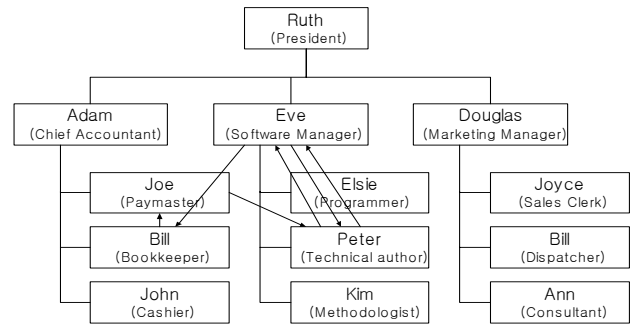 Ruth
(President)
Adam
(Chief Accountant)
Eve
(Software Manager)
Douglas
(Marketing Manager)
Joe
(Paymaster)
Elsie
(Programmer)
Joyce
(Sales Clerk)
Bill
(Bookkeeper)
Peter
(Technical author)
Bill
(Dispatcher)
John
(Cashier)
Kim
(Methodologist)
Ann
(Consultant)